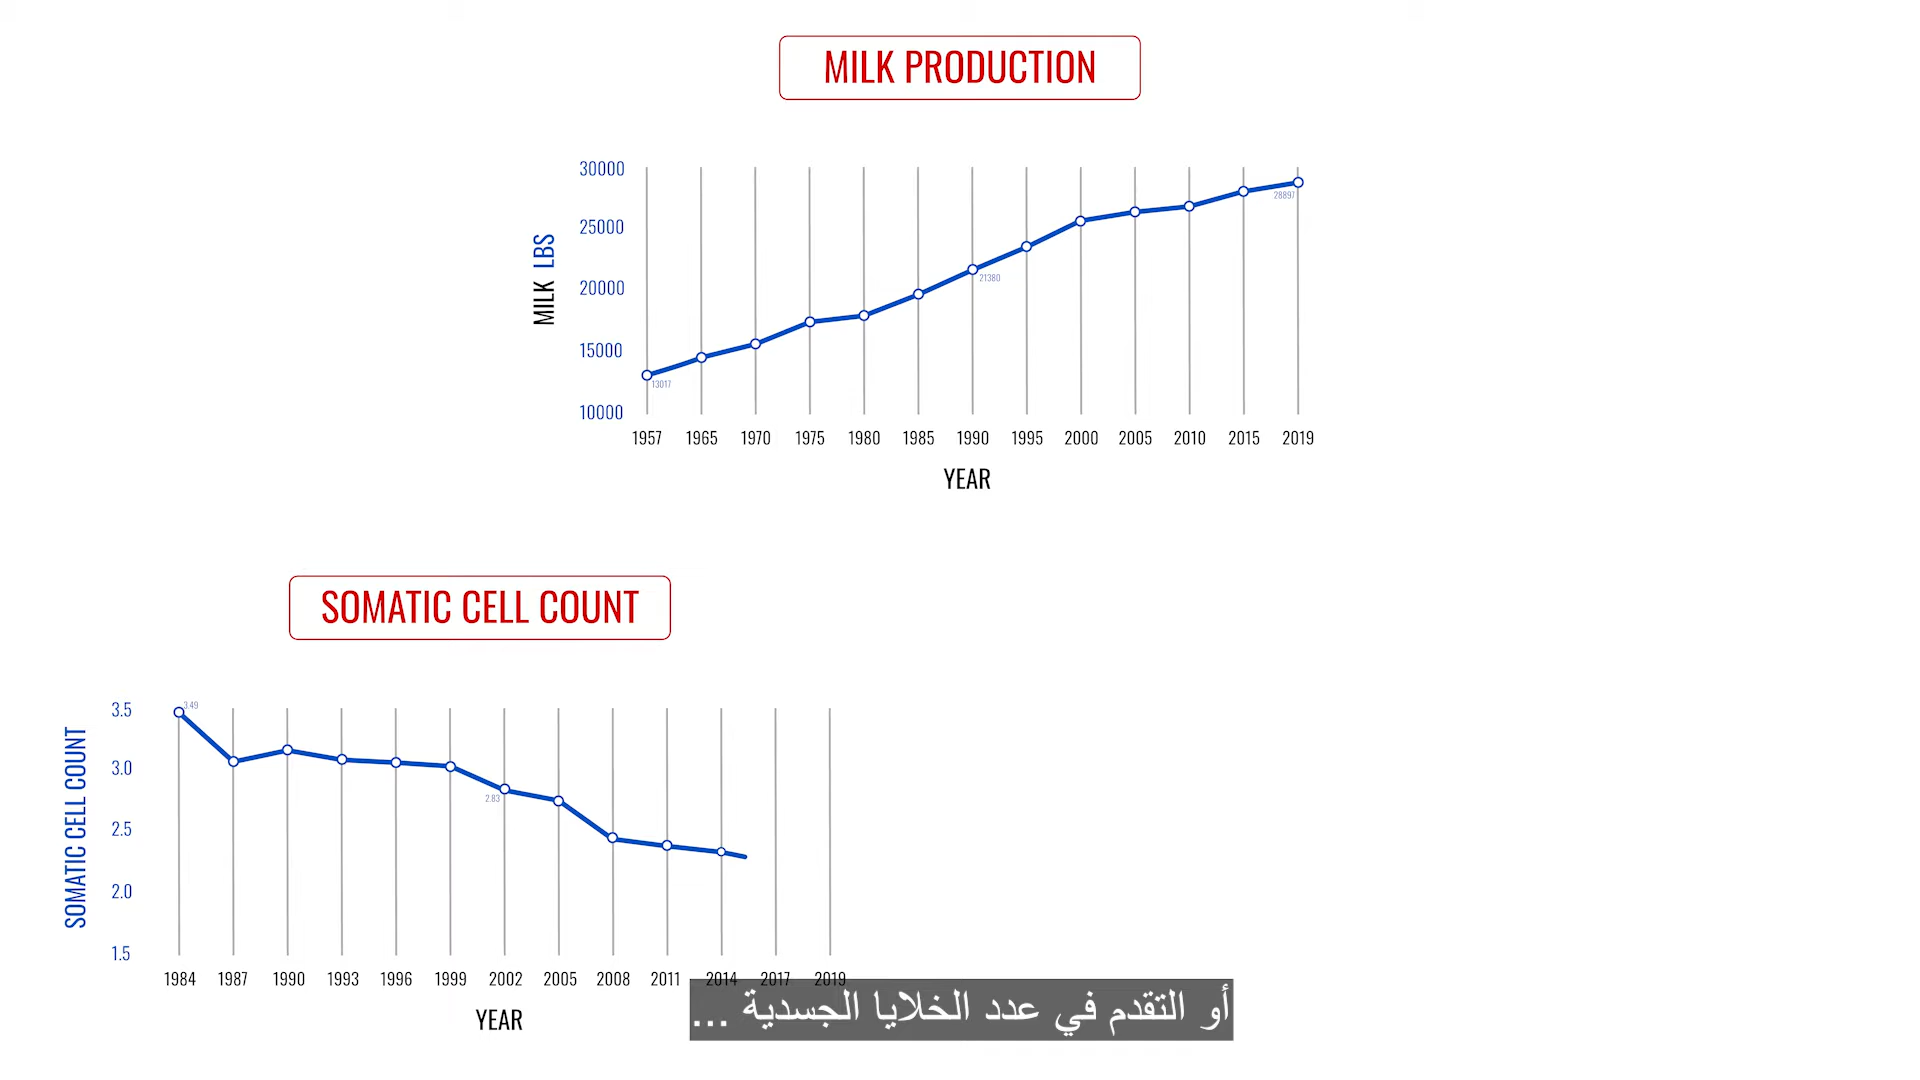 MILK PRODUCTION
30000
25000
20000
15000
10000
MILK LBS
13017
21380
28897
1957 1965 1970 1975 1980 1985 1990 1995 2000 2005 2010 2015 2019
YEAR
SOMATIC CELL COUNT
3.5
3.0
2.5
2.0
1.5
SOMATIC CELL COUNT
3.49
2.83
1984 1987 1990 1993 1996 1999 2002 2005 2008 2011 2014 2017 2019
YEAR
أو التقدم في عدد الخلايا الجسدية ...